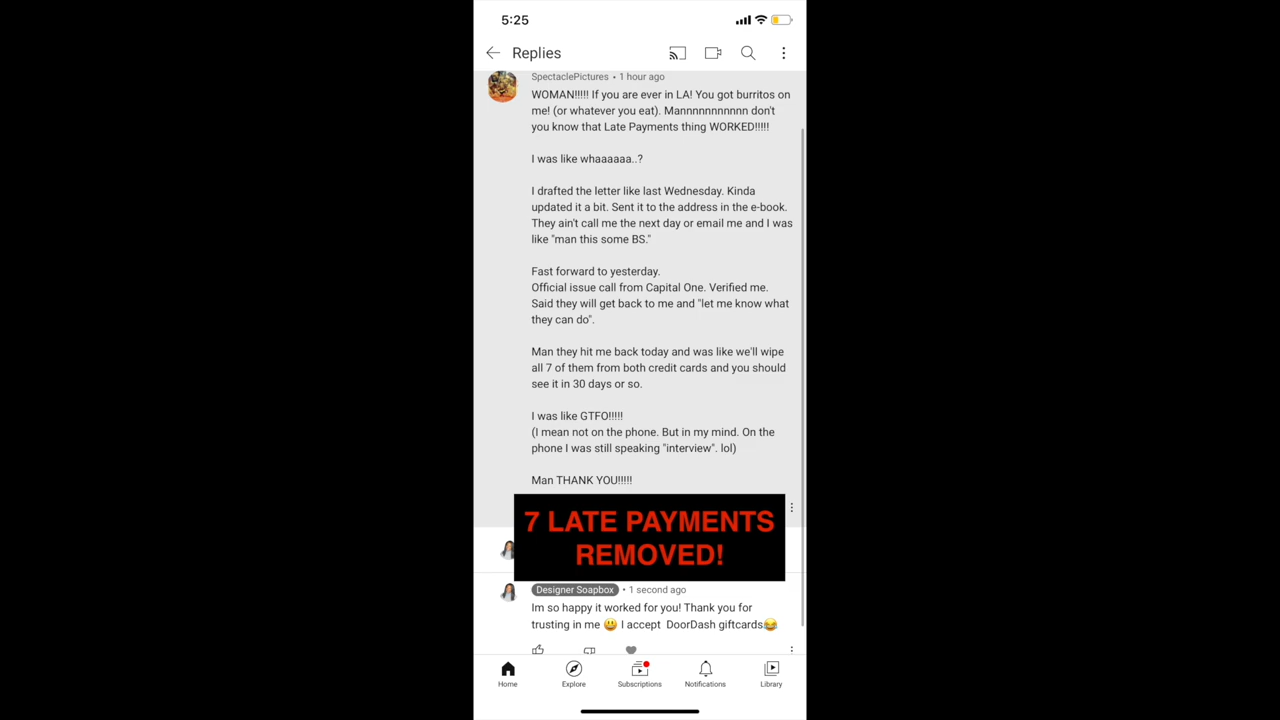 5:25
Replies
SpectaclePictures • 1 hour ago
WOMAN!!!!! If you are ever in LA! You got burritos on
me! (or whatever you eat). Mannnnnnnnnnn don't
you know that Late Payments thing WORKED!!!!!
I was like whaaaaaa..?
I drafted the letter like last Wednesday. Kinda
updated it a bit. Sent it to the address in the e-book.
They ain't call me the next day or email me and I was
like "man this some BS."
Fast forward to yesterday.
Official issue call from Capital One. Verified me.
Said they will get back to me and "let me know what
they can do".
Man they hit me back today and was like we'll wipe
all 7 of them from both credit cards and you should
see it in 30 days or so.
I was like GTFO!!!!!
(I mean not on the phone. But in my mind. On the
phone I was still speaking "interview". lol)
Man THANK YOU!!!!!
7 LATE PAYMENTS
REMOVED!
Designer Soapbox • 1 second ago
Im so happy it worked for you! Thank you for
trusting in me 😃 I accept DoorDash giftcards😂
Home
Explore
Subscriptions
Notifications
Library